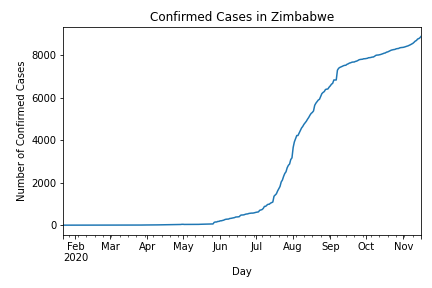 Confirmed Cases in Zimbabwe
Number of Confirmed Cases
8000
6000
4000
2000
0
Feb Mar Apr May Jun Jul Aug Sep Oct Nov
2020
Day